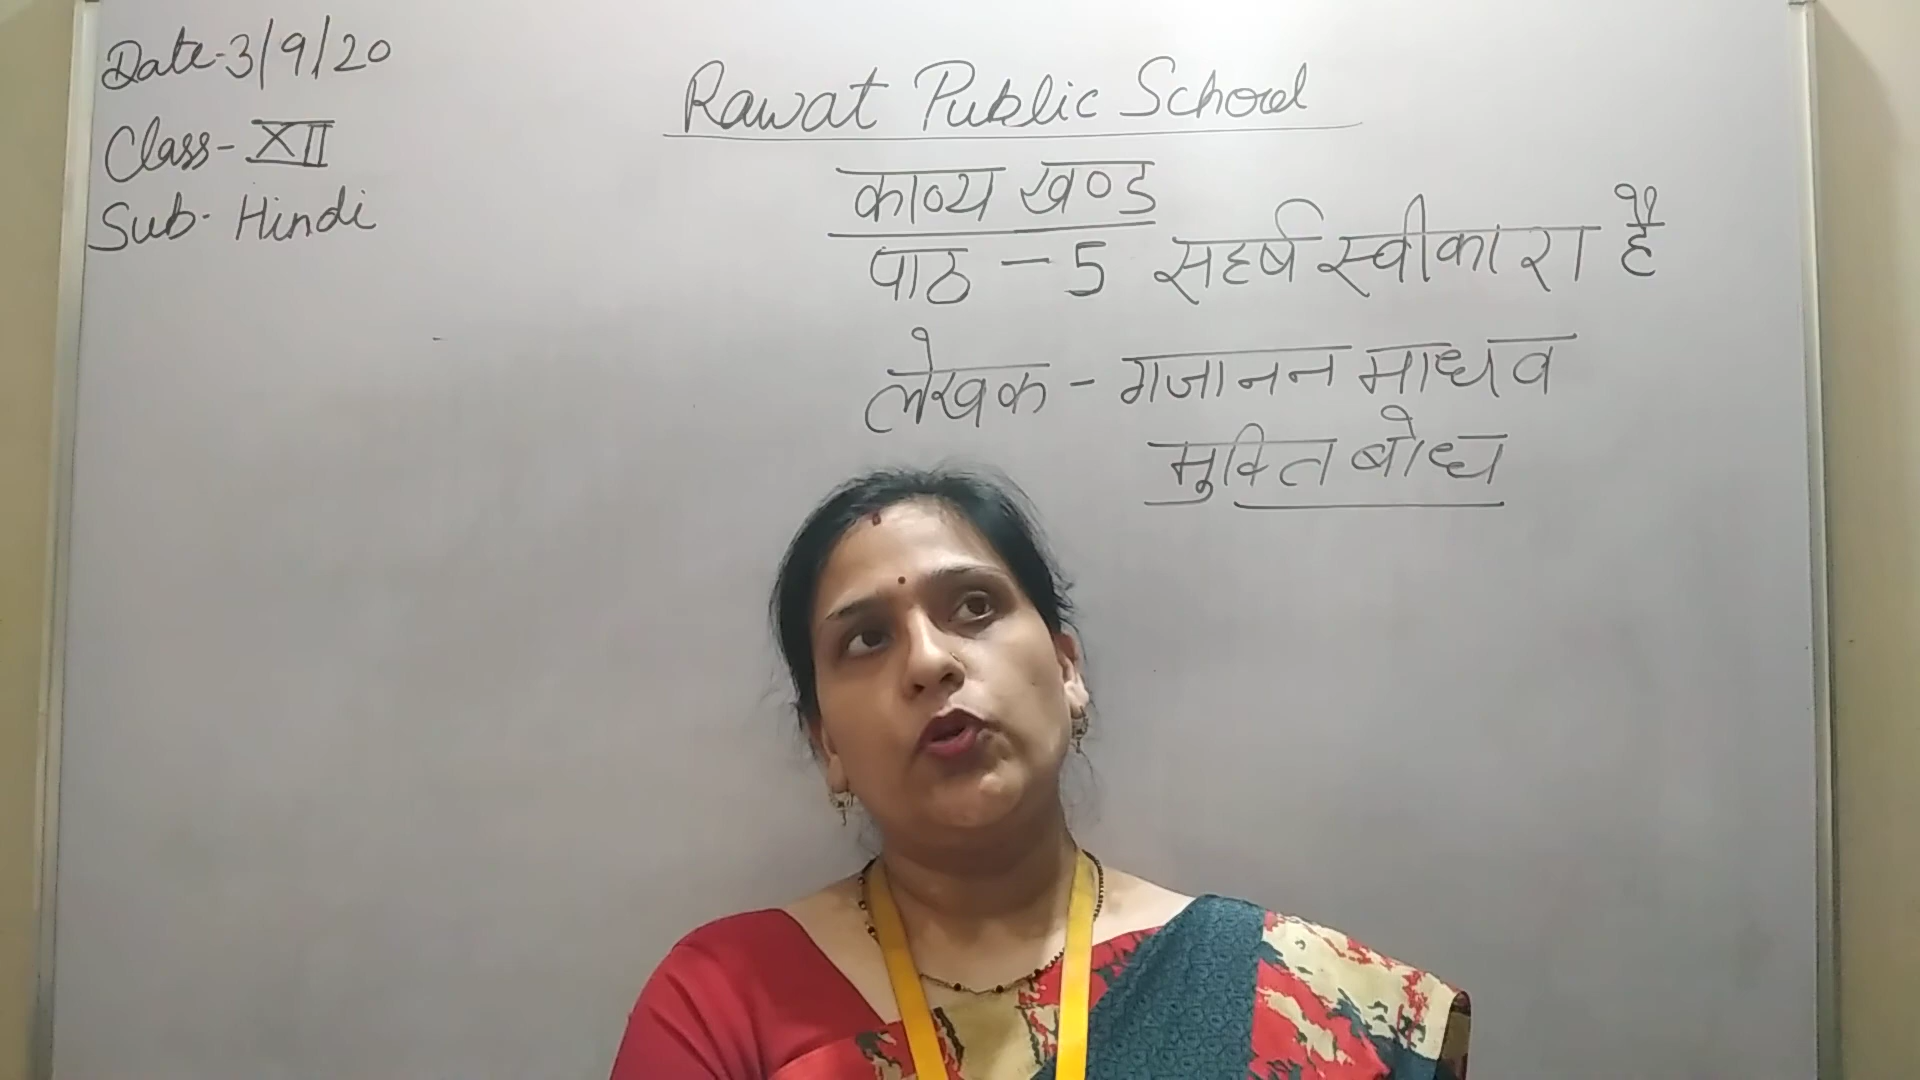 Date-3/9/20
Class-XII
Sub- Hindi
Rawat Public School
काव्य खण्ड
पाठ -5 सहर्ष स्वीकारा है
लेखक - गजानन माधव
मुक्ति बोध